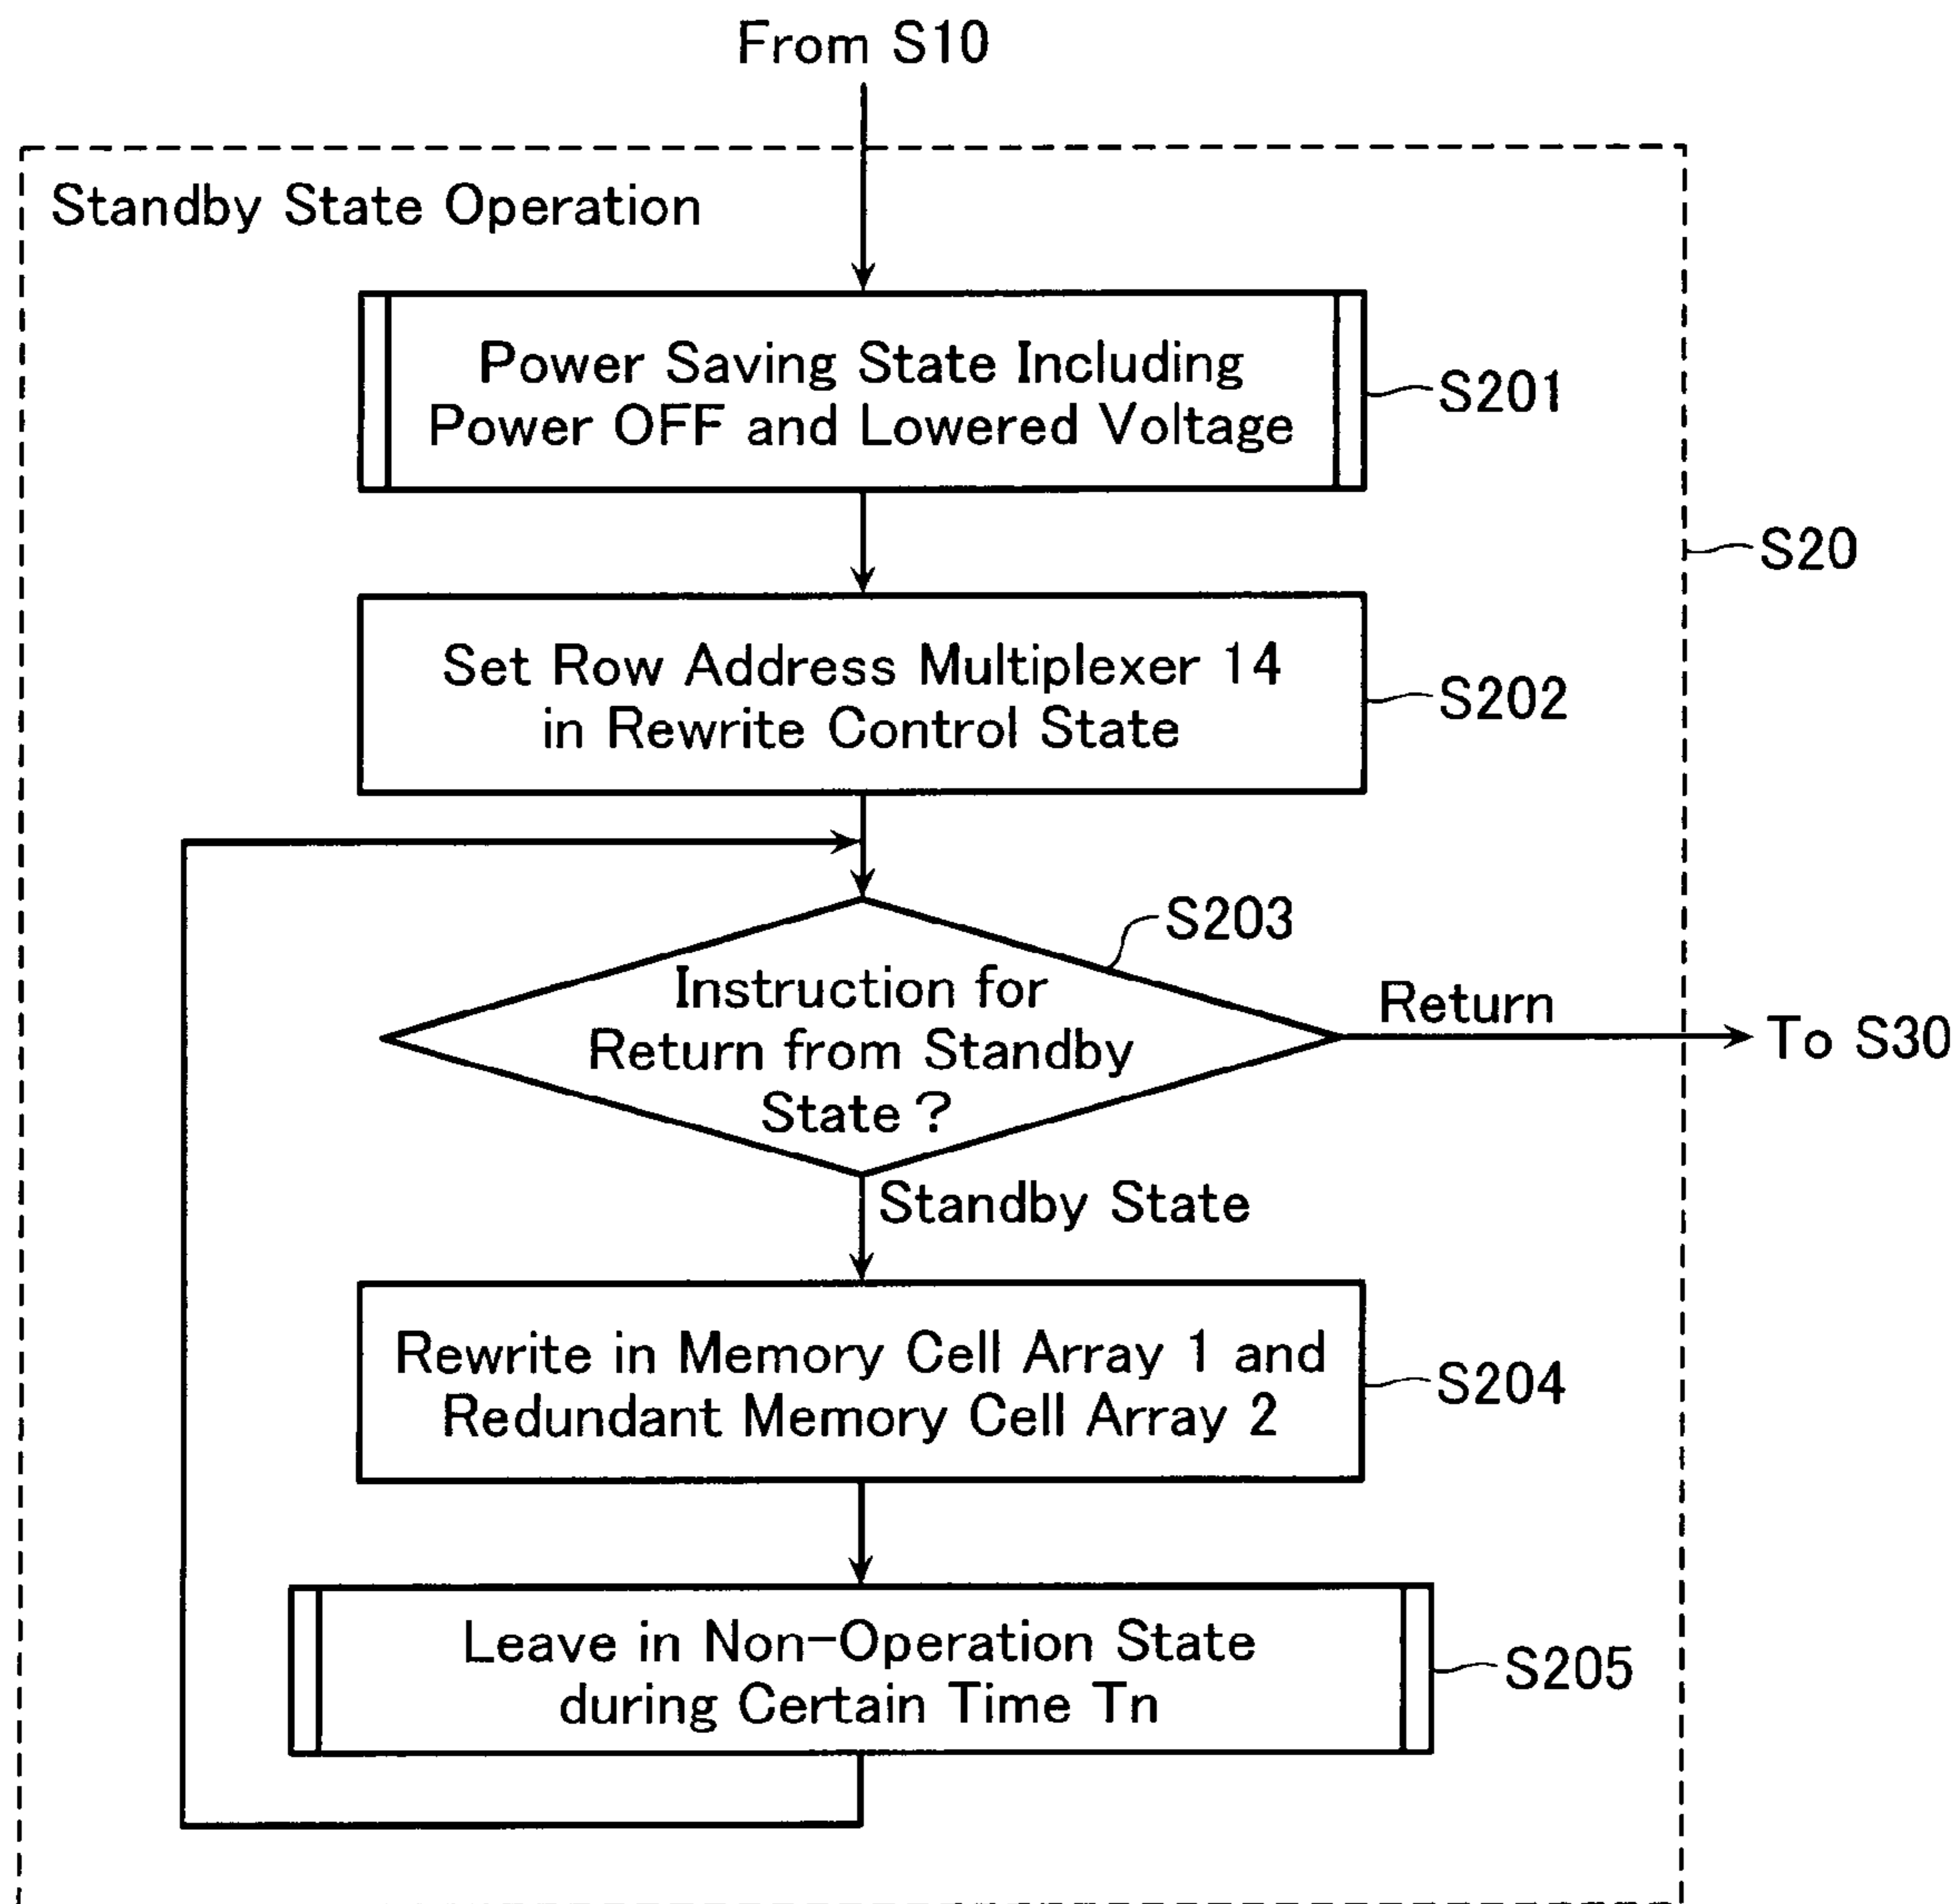 From S10
Standby State Operation
Power Saving State Including
Power OFF and Lowered Voltage
S201
S20
Set Row Address Multiplexer 14
in Rewrite Control State
S202
S203
Instruction for
Return from Standby
State ?
Return
To S30
Standby State
Rewrite in Memory Cell Array 1 and
Redundant Memory Cell Array 2
S204
Leave in Non-Operation State
during Certain Time Tn
S205